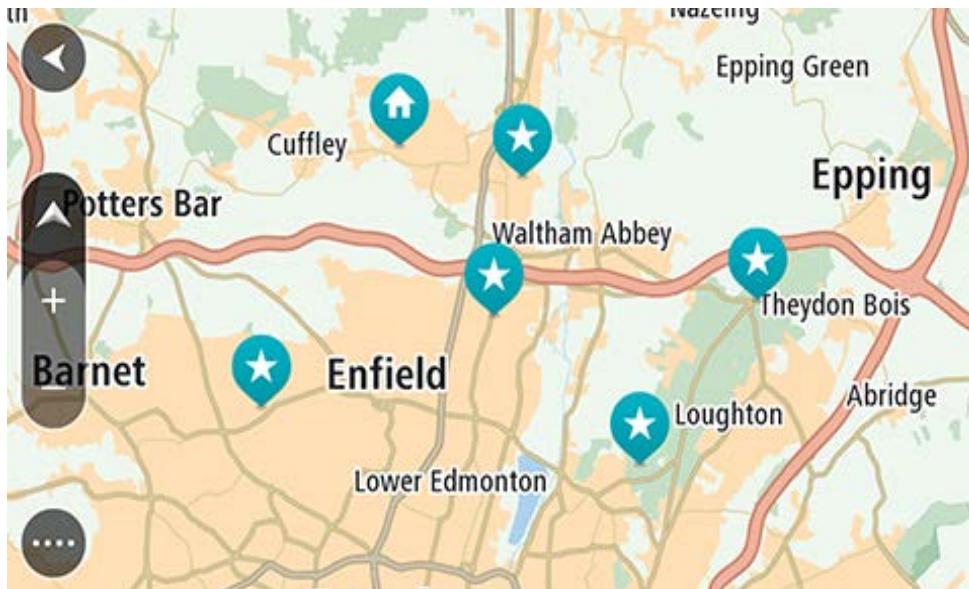 Nazeing
Epping Green
Cuffley
Epping
Potters Bar
Waltham Abbey
Theydon Bois
Barnet
Enfield
Abridge
Loughton
Lower Edmonton